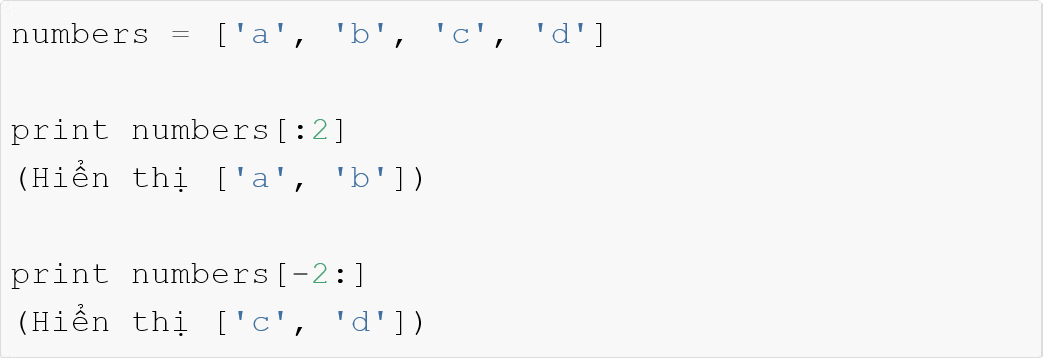 numbers = ['a', 'b', 'c', 'd']
print numbers[:2]
(Hiển thị ['a', 'b'])
print numbers[-2:]
(Hiển thị ['c', 'd'])